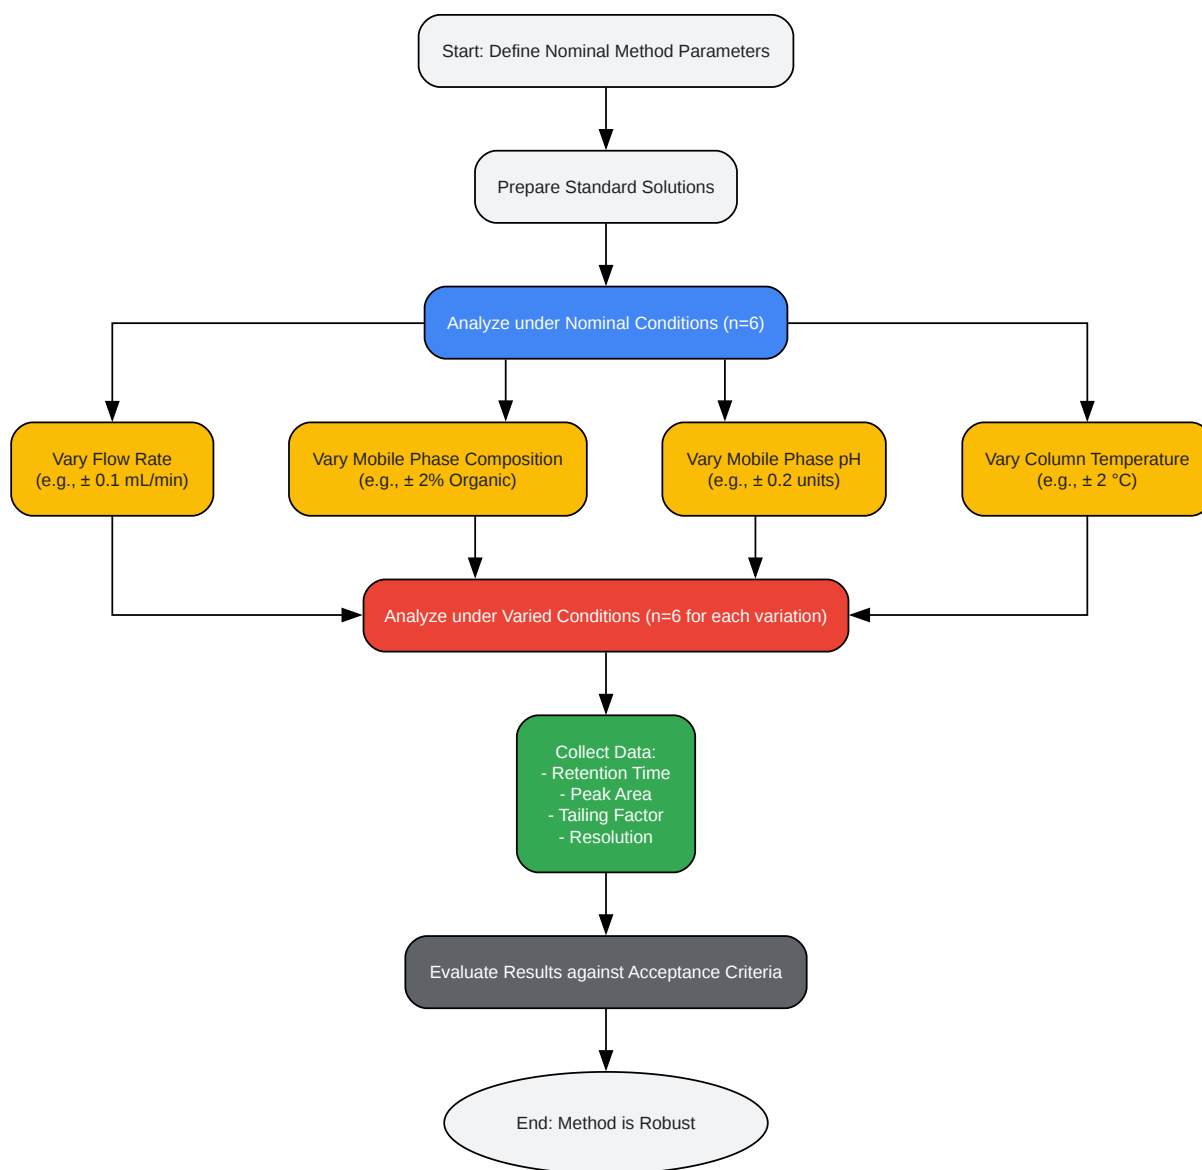 Start: Define Nominal Method Parameters
Prepare Standard Solutions
Analyze under Nominal Conditions (n=6)
Vary Flow Rate
(e.g., ± 0.1 mL/min)
Vary Mobile Phase Composition
(e.g., ± 2% Organic)
Vary Mobile Phase pH
(e.g., ± 0.2 units)
Vary Column Temperature
(e.g., ± 2 °C)
Analyze under Varied Conditions (n=6 for each variation)
Collect Data:
- Retention Time
- Peak Area
- Tailing Factor
- Resolution
Evaluate Results against Acceptance Criteria
End: Method is Robust